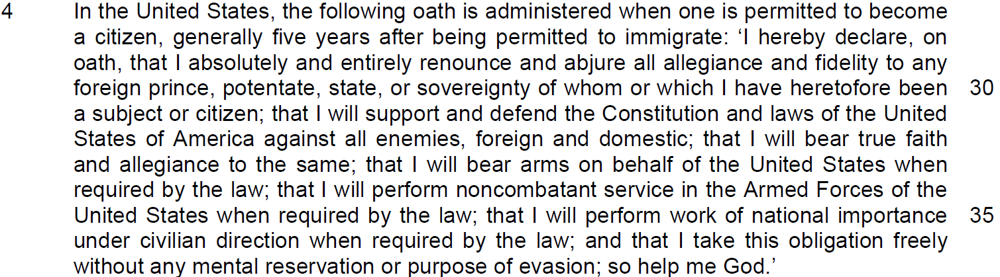 4 In the United States, the following oath is administered when one is permitted to become
a citizen, generally five years after being permitted to immigrate: ‘I hereby declare, on
oath, that I absolutely and entirely renounce and abjure all allegiance and fidelity to any
foreign prince, potentate, state, or sovereignty of whom or which I have heretofore been 30
a subject or citizen; that I will support and defend the Constitution and laws of the United
States of America against all enemies, foreign and domestic; that I will bear true faith
and allegiance to the same; that I will bear arms on behalf of the United States when
required by the law; that I will perform noncombatant service in the Armed Forces of the
United States when required by the law; that I will perform work of national importance 35
under civilian direction when required by the law; and that I take this obligation freely
without any mental reservation or purpose of evasion; so help me God.’